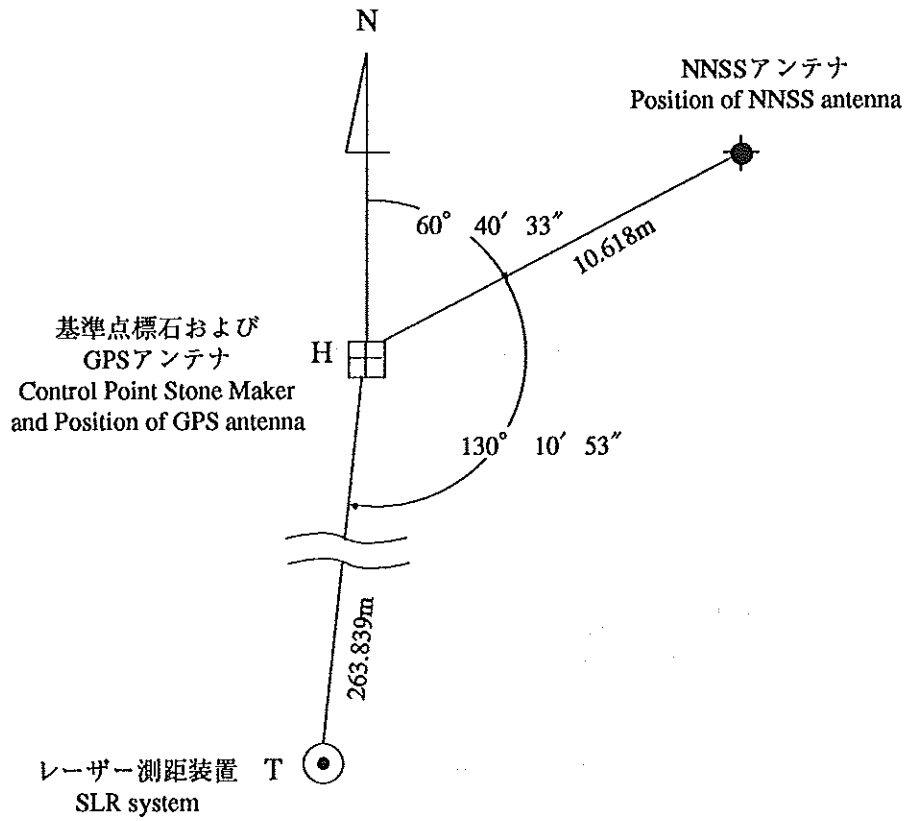 N
NNSSアンテナ
Position of NNSS antenna
60° 40′ 33″
10.618m
基準点標石および
GPSアンテナ
H
Control Point Stone Maker
and Position of GPS antenna
130° 10′ 53″
263.839m
レーザー測距装置 T
SLR system